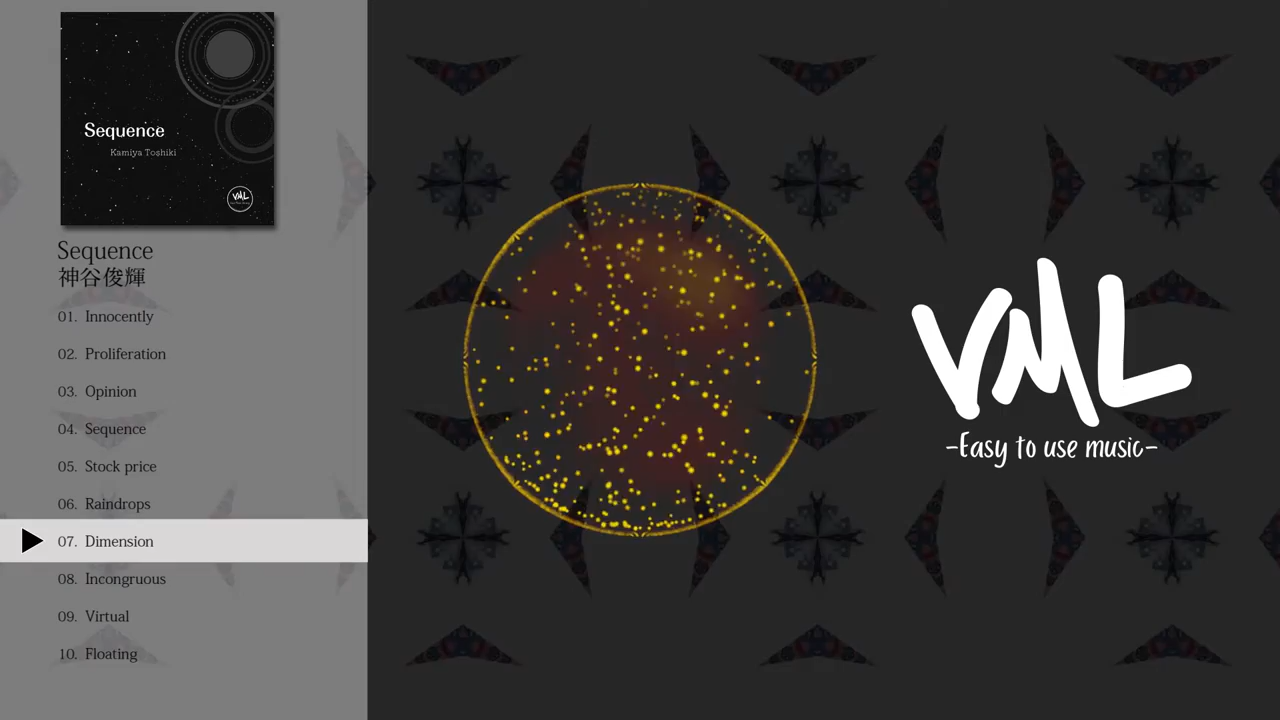 Sequence
Kamiya Toshiki
VML
Sequence
神谷俊輝
01. Innocently
02. Proliferation
03. Opinion
04. Sequence
05. Stock price
06. Raindrops
07. Dimension
08. Incongruous
09. Virtual
10. Floating
VML
-Easy to use music-